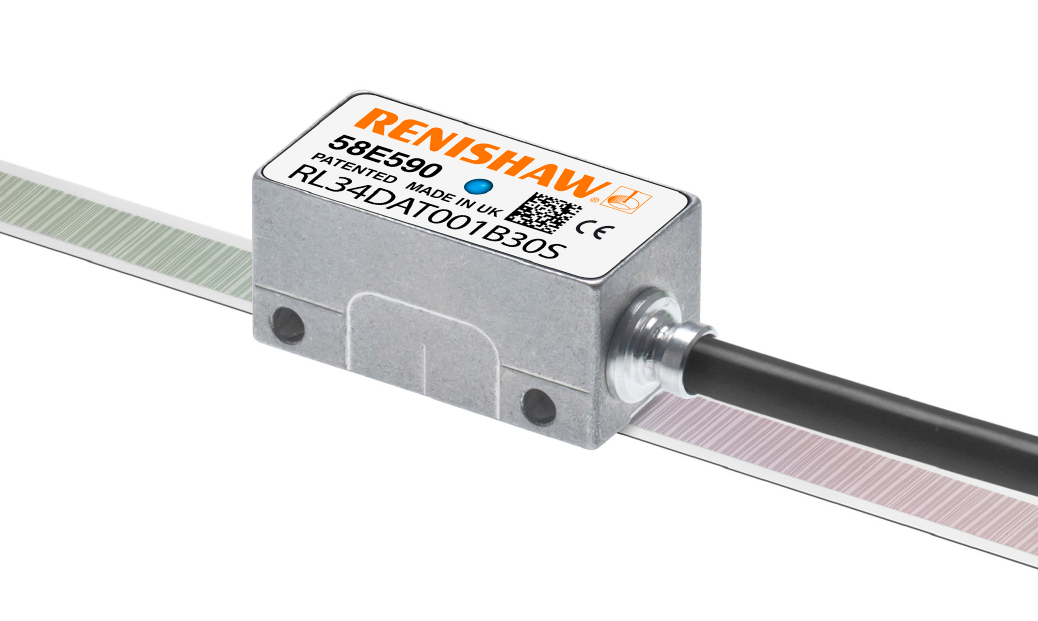 RENISHAW®
58E590
PATENTED MADE IN UK
RL34DAT001B30S
CE